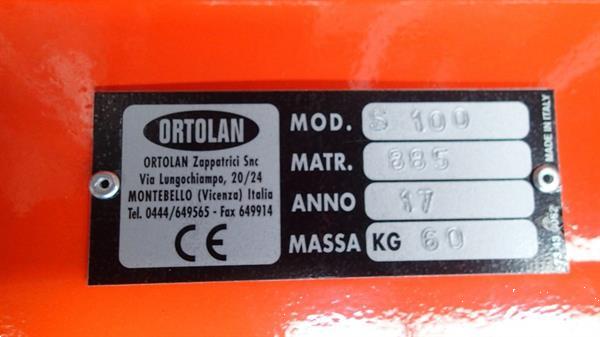 ORTOLAN
ORTOLAN Zappatrici Snc
Via Lungochiampo, 20/24
MONTEBELLO (Vicenza) Italia
Tel. 0444/649565 - Fax 649914
CE
MOD. S 100
MATR. 885
ANNO 17
MASSA KG 60
MADE IN ITALY